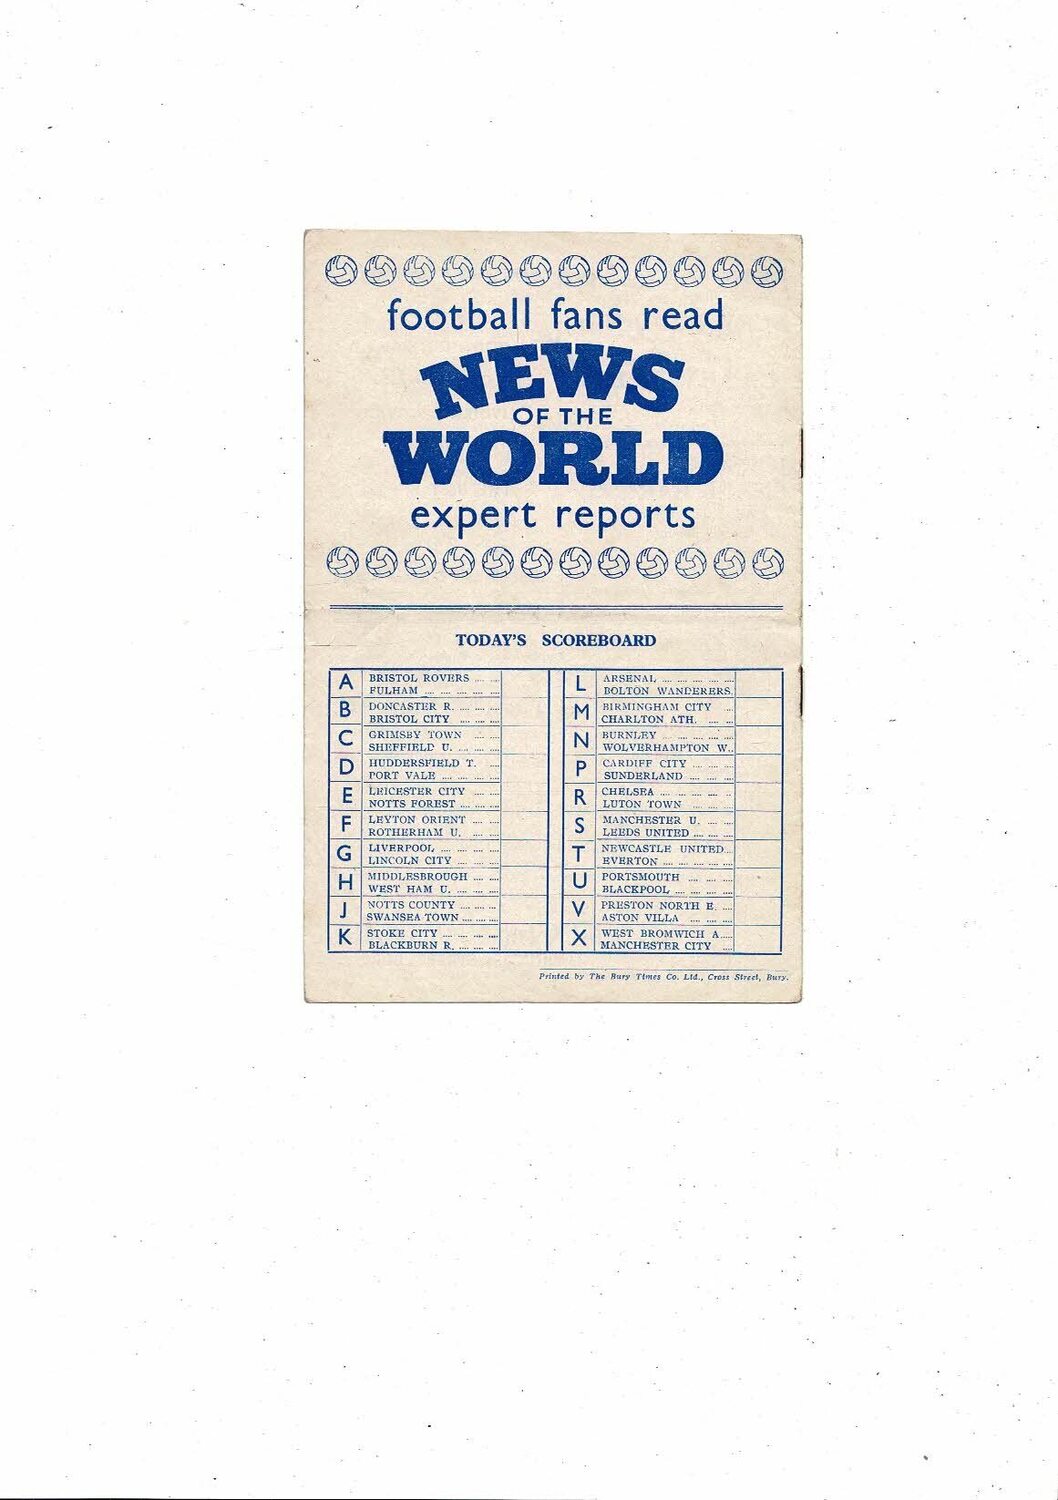 football fans read
NEWS
OF THE
WORLD
expert reports
TODAY'S SCOREBOARD
A BRISTOL ROVERS .... ....
FULHAM .... .... .... .... ....
B DONCASTER R. .... .... ....
BRISTOL CITY .... .... ....
C GRIMSBY TOWN .... ....
SHEFFIELD U. .... .... ....
D HUDDERSFIELD T. ....
PORT VALE .... .... .... ....
E LEICESTER CITY .... ....
NOTTS FOREST .... .... ....
F LEYTON ORIENT .... ....
ROTHERHAM U. .... ....
G LIVERPOOL .... .... .... ....
LINCOLN CITY .... .... ....
H MIDDLESBROUGH .... ....
WEST HAM U. .... .... ....
J NOTTS COUNTY .... .... ....
SWANSEA TOWN .... .... ....
K STOKE CITY .... .... .... ....
BLACKBURN R. .... .... ....
L ARSENAL .... .... .... .... ....
BOLTON WANDERERS.
M BIRMINGHAM CITY ....
CHARLTON ATH. .... ....
N BURNLEY .... .... .... .... ....
WOLVERHAMPTON W..
P CARDIFF CITY .... .... ....
SUNDERLAND .... .... ....
R CHELSEA .... .... .... .... ....
LUTON TOWN .... .... ....
S MANCHESTER U. .... ....
LEEDS UNITED .... .... ....
T NEWCASTLE UNITED....
EVERTON .... .... .... .... ....
U PORTSMOUTH .... .... ....
BLACKPOOL .... .... .... ....
V PRESTON NORTH E. ....
ASTON VILLA .... .... ....
X WEST BROMWICH A....
MANCHESTER CITY ....
Printed by The Bury Times Co. Ltd., Cross Street, Bury.